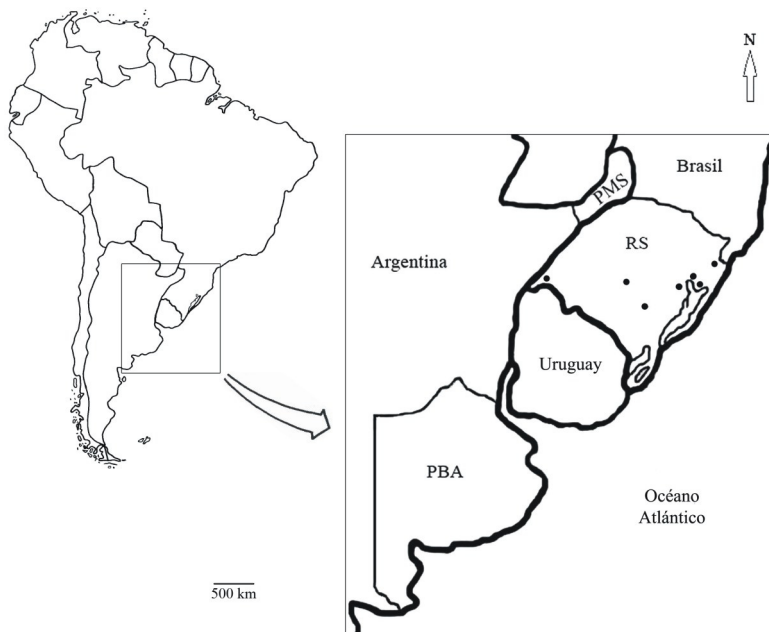 N
Brasil
PMS
RS
Argentina
Uruguay
PBA
Océano
Atlántico
500 km